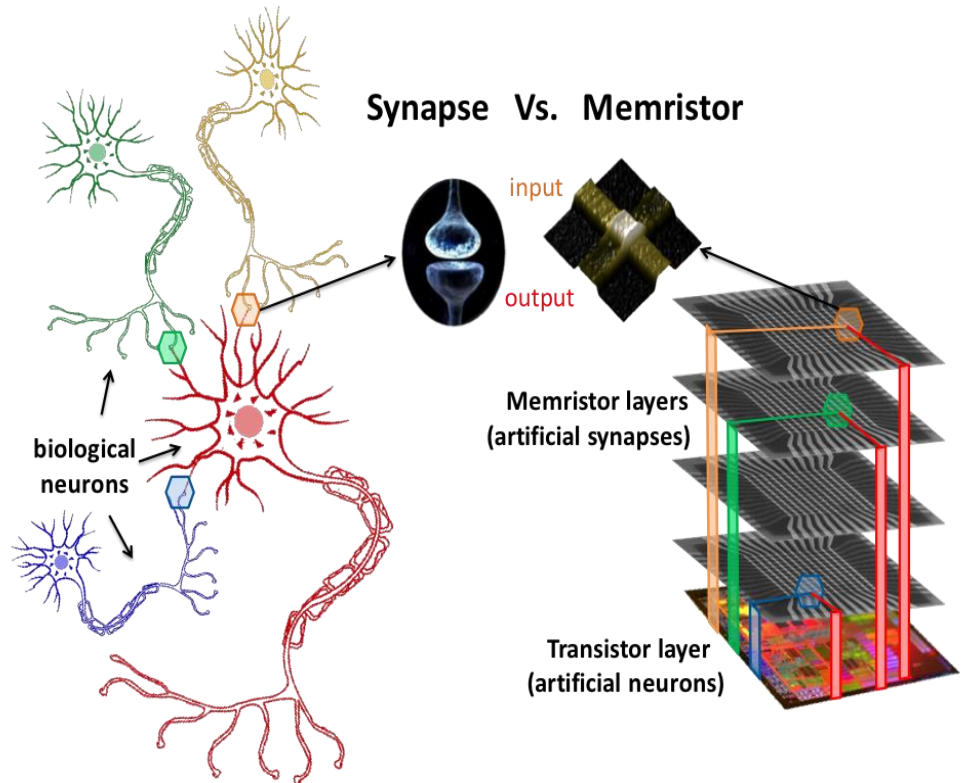 Synapse Vs. Memristor
input
output
biological
neurons
Memristor layers
(artificial synapses)
Transistor layer
(artificial neurons)